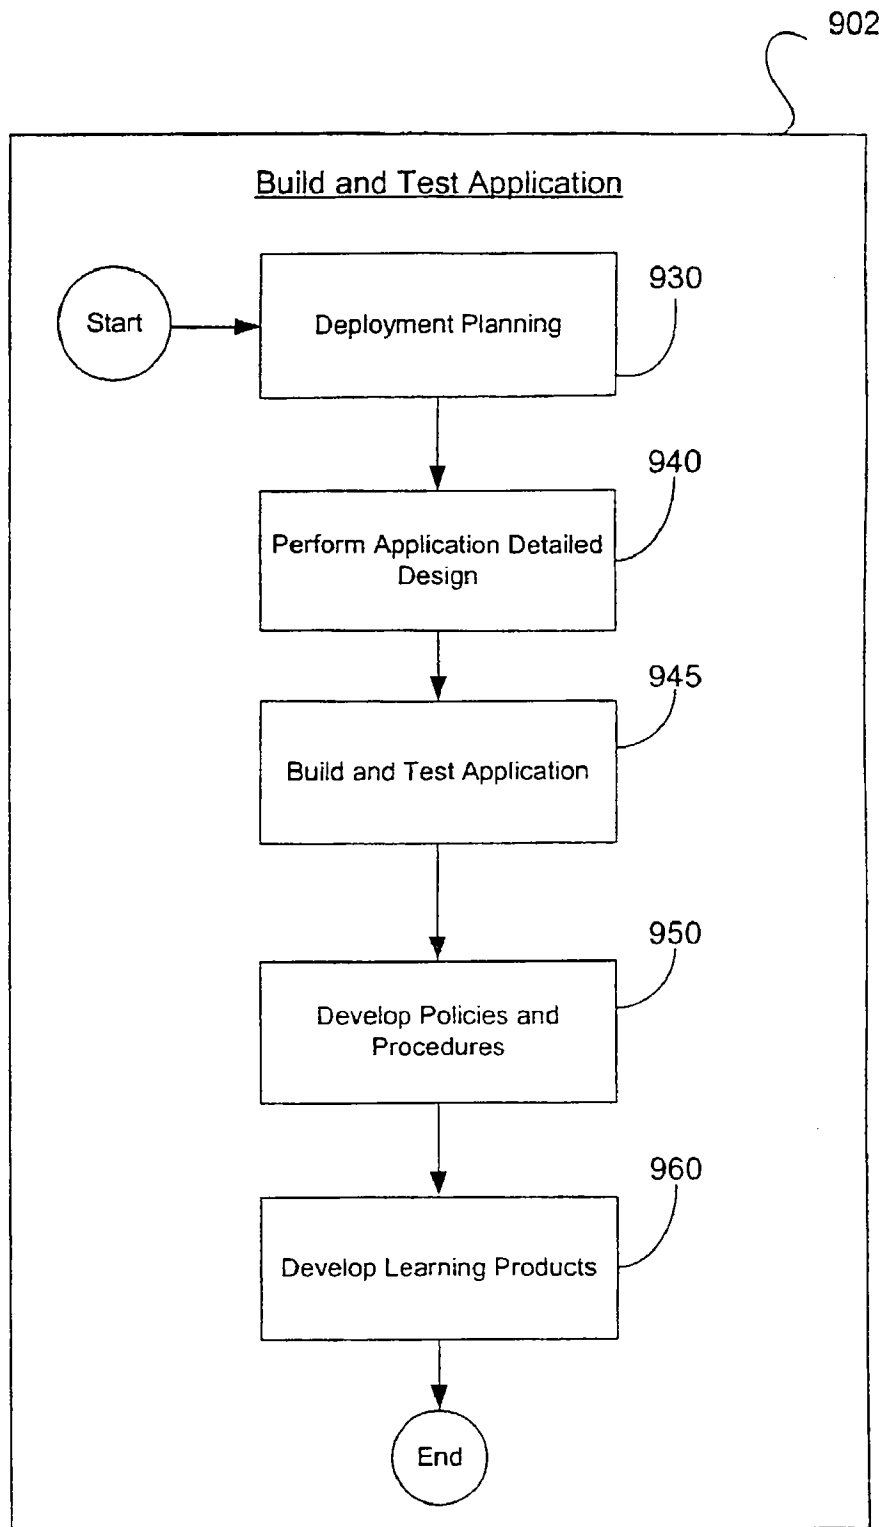 902
Build and Test Application
Start
Deployment Planning
930
940
Perform Application Detailed
Design
945
Build and Test Application
950
Develop Policies and
Procedures
960
Develop Learning Products
End